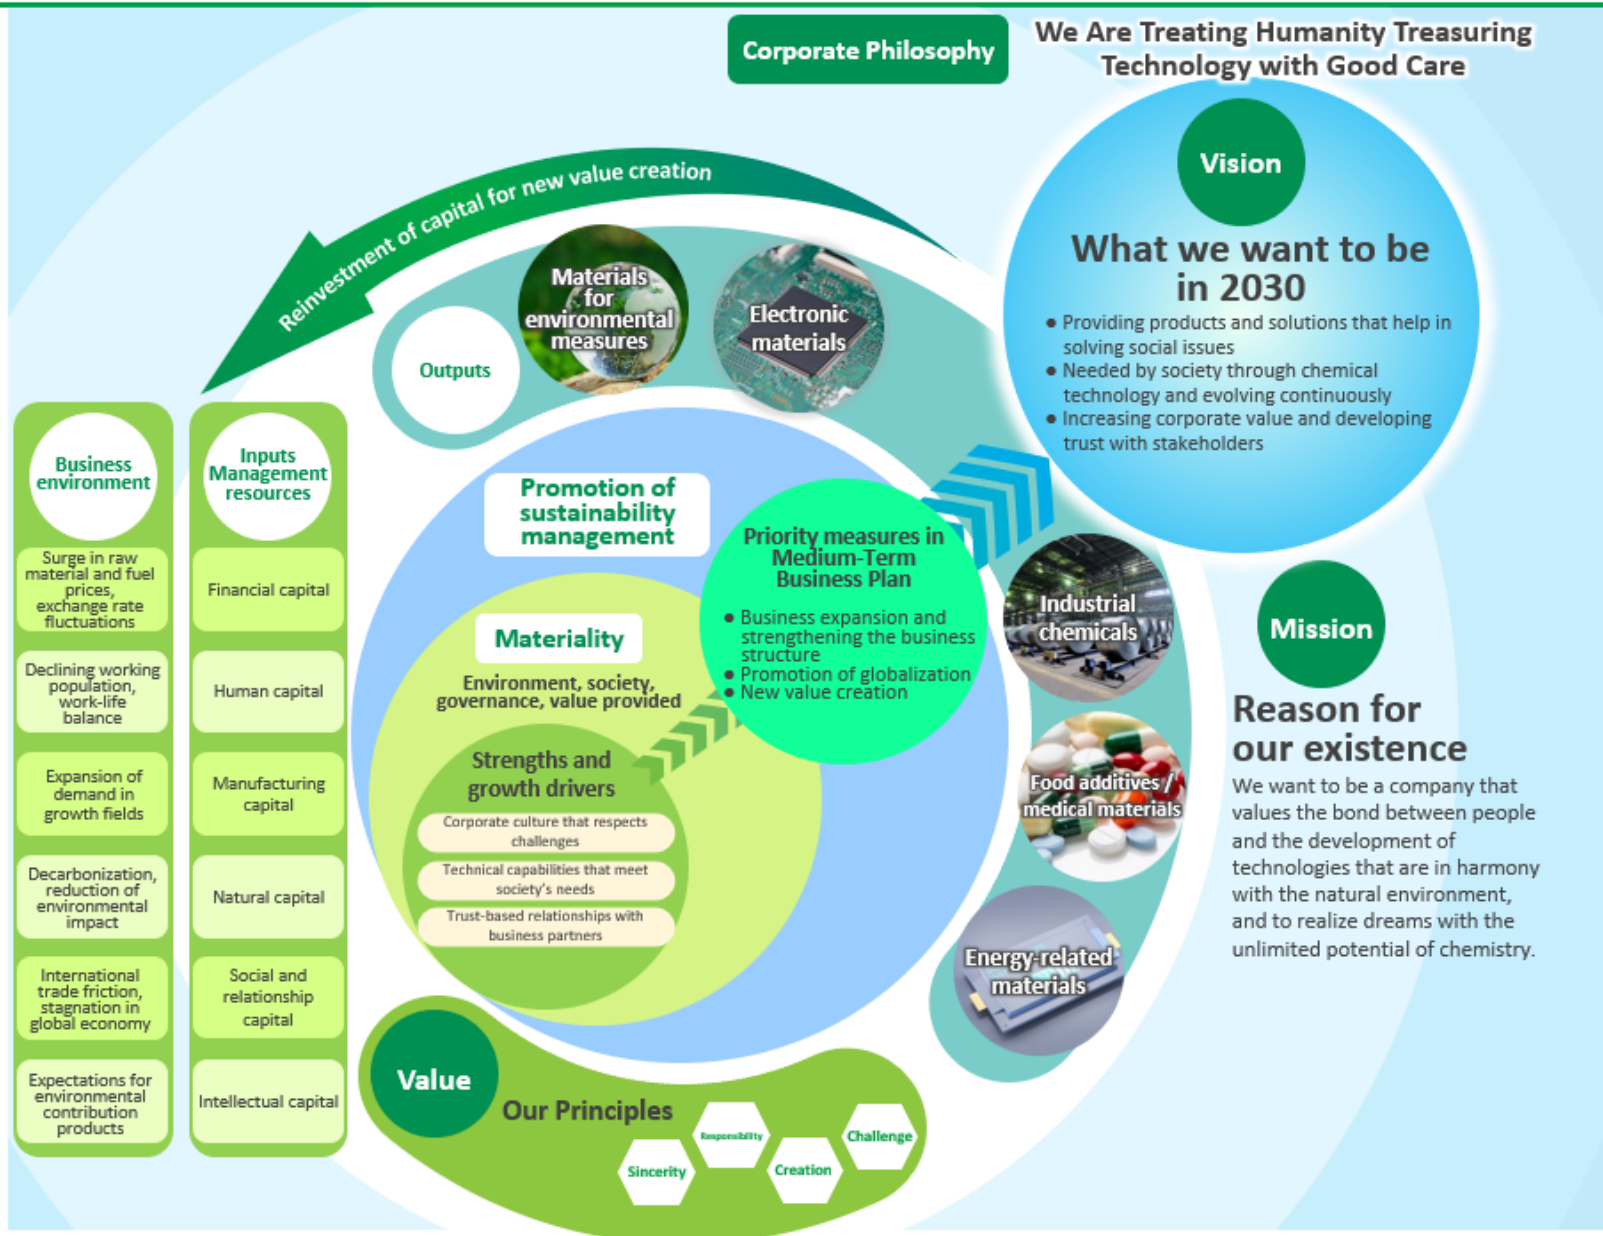 Corporate Philosophy
We Are Treating Humanity Treasuring
Technology with Good Care
Vision
What we want to be
in 2030
● Providing products and solutions that help in
solving social issues
● Needed by society through chemical
technology and evolving continuously
● Increasing corporate value and developing
trust with stakeholders
Reinvestment of capital for new value creation
Outputs
Materials
for
environmental
measures
Electronic
materials
Industrial
chemicals
Food additives /
medical materials
Energy-related
materials
Business
environment
Surge in raw
material and fuel
prices,
exchange rate
fluctuations
Declining working
population,
work-life
balance
Expansion of
demand in
growth fields
Decarbonization,
reduction of
environmental
impact
International
trade friction,
stagnation in
global economy
Expectations for
environmental
contribution
products
Inputs
Management
resources
Financial capital
Human capital
Manufacturing
capital
Natural capital
Social and
relationship
capital
Intellectual capital
Promotion of
sustainability
management
Priority measures in
Medium-Term
Business Plan
● Business expansion and
strengthening the business
structure
● Promotion of globalization
● New value creation
Materiality
Environment, society,
governance, value provided
Strengths and
growth drivers
Corporate culture that respects
challenges
Technical capabilities that meet
society's needs
Trust-based relationships with
business partners
Mission
Reason for
our existence
We want to be a company that
values the bond between people
and the development of
technologies that are in harmony
with the natural environment,
and to realize dreams with the
unlimited potential of chemistry.
Value
Our Principles
Sincerity
Responsibility
Creation
Challenge